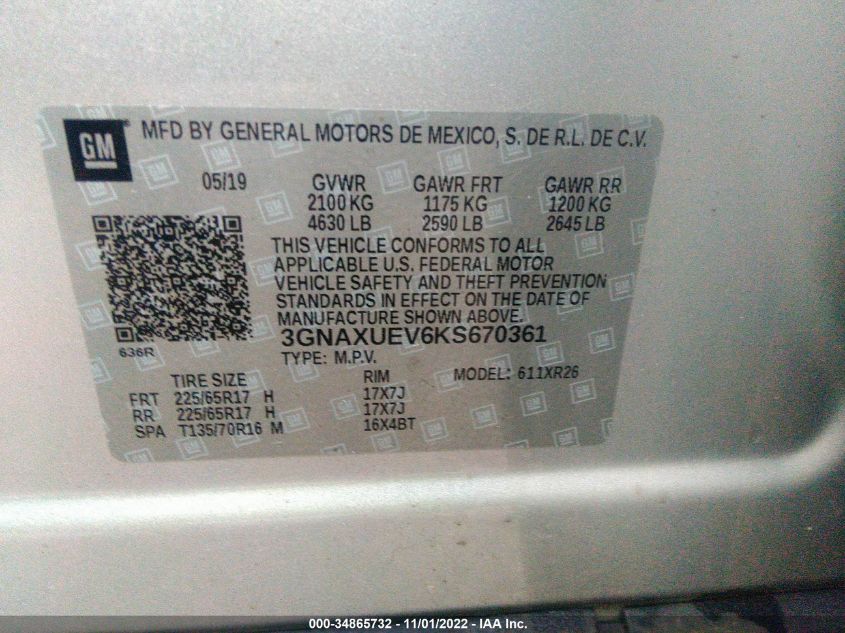 GM ® MFD BY GENERAL MOTORS DE MEXICO, S. DE R.L. DE C.V.
05/19 GVWR GAWR FRT GAWR RR
2100 KG 1175 KG 1200 KG
4630 LB 2590 LB 2645 LB
THIS VEHICLE CONFORMS TO ALL
APPLICABLE U.S. FEDERAL MOTOR
VEHICLE SAFETY AND THEFT PREVENTION
STANDARDS IN EFFECT ON THE DATE OF
MANUFACTURE SHOWN ABOVE.
3GNAXUEV6KS670361
636R
TYPE: M.P.V.
MODEL: 611XR26
TIRE SIZE RIM
FRT 225/65R17 H 17X7J
RR 225/65R17 H 17X7J
SPA T135/70R16 M 16X4BT
000-34865732 - 11/01/2022 - IAA Inc.